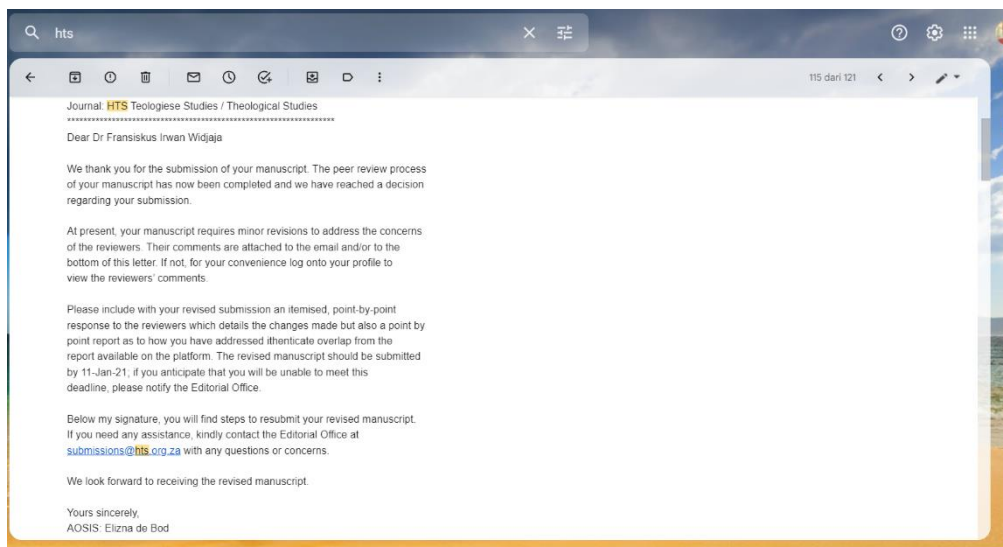 hts
115 dari 121
Journal: HTS Teologiese Studies / Theological Studies
********************************************************************
Dear Dr Fransiskus Irwan Widjaja
We thank you for the submission of your manuscript. The peer review process
of your manuscript has now been completed and we have reached a decision
regarding your submission.
At present, your manuscript requires minor revisions to address the concerns
of the reviewers. Their comments are attached to the email and/or to the
bottom of this letter. If not, for your convenience log onto your profile to
view the reviewers' comments.
Please include with your revised submission an itemised, point-by-point
response to the reviewers which details the changes made but also a point by
point report as to how you have addressed ithenticate overlap from the
report available on the platform. The revised manuscript should be submitted
by 11-Jan-21; if you anticipate that you will be unable to meet this
deadline, please notify the Editorial Office.
Below my signature, you will find steps to resubmit your revised manuscript.
If you need any assistance, kindly contact the Editorial Office at
submissions@hts.org.za with any questions or concerns.
We look forward to receiving the revised manuscript.
Yours sincerely,
AOSIS: Elizna de Bod